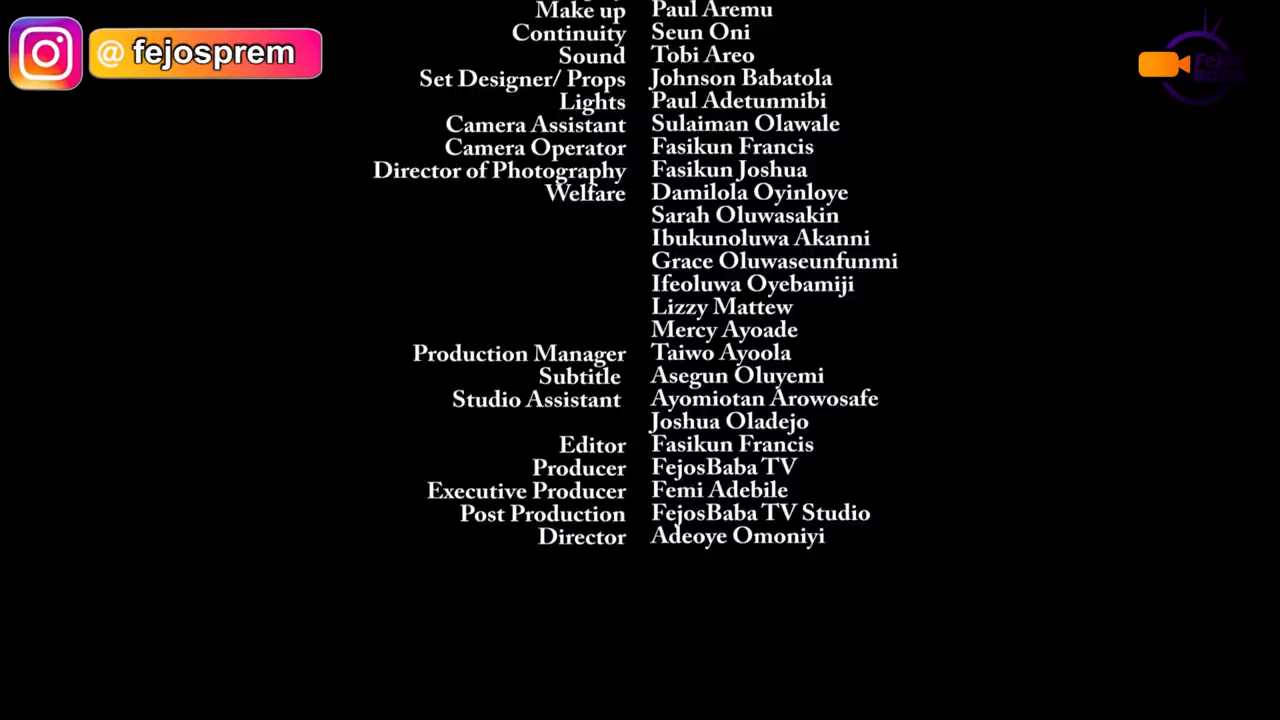 @ fejosprem
Make up Paul Aremu
Continuity Seun Oni
Sound Tobi Areo
Set Designer/ Props Johnson Babatola
Lights Paul Adetunmibi
Camera Assistant Sulaiman Olawale
Camera Operator Fasikun Francis
Director of Photography Fasikun Joshua
Welfare Damilola Oyinloye
Sarah Oluwasakin
Ibukunoluwa Akanni
Grace Oluwaseunfunmi
Ifeoluwa Oyebamiji
Lizzy Mattew
Mercy Ayoade
Production Manager Taiwo Ayoola
Subtitle Asegun Oluyemi
Studio Assistant Ayomiotan Arowosafe
Joshua Oladejo
Editor Fasikun Francis
Producer FejosBaba TV
Executive Producer Femi Adebile
Post Production FejosBaba TV Studio
Director Adeoye Omoniyi